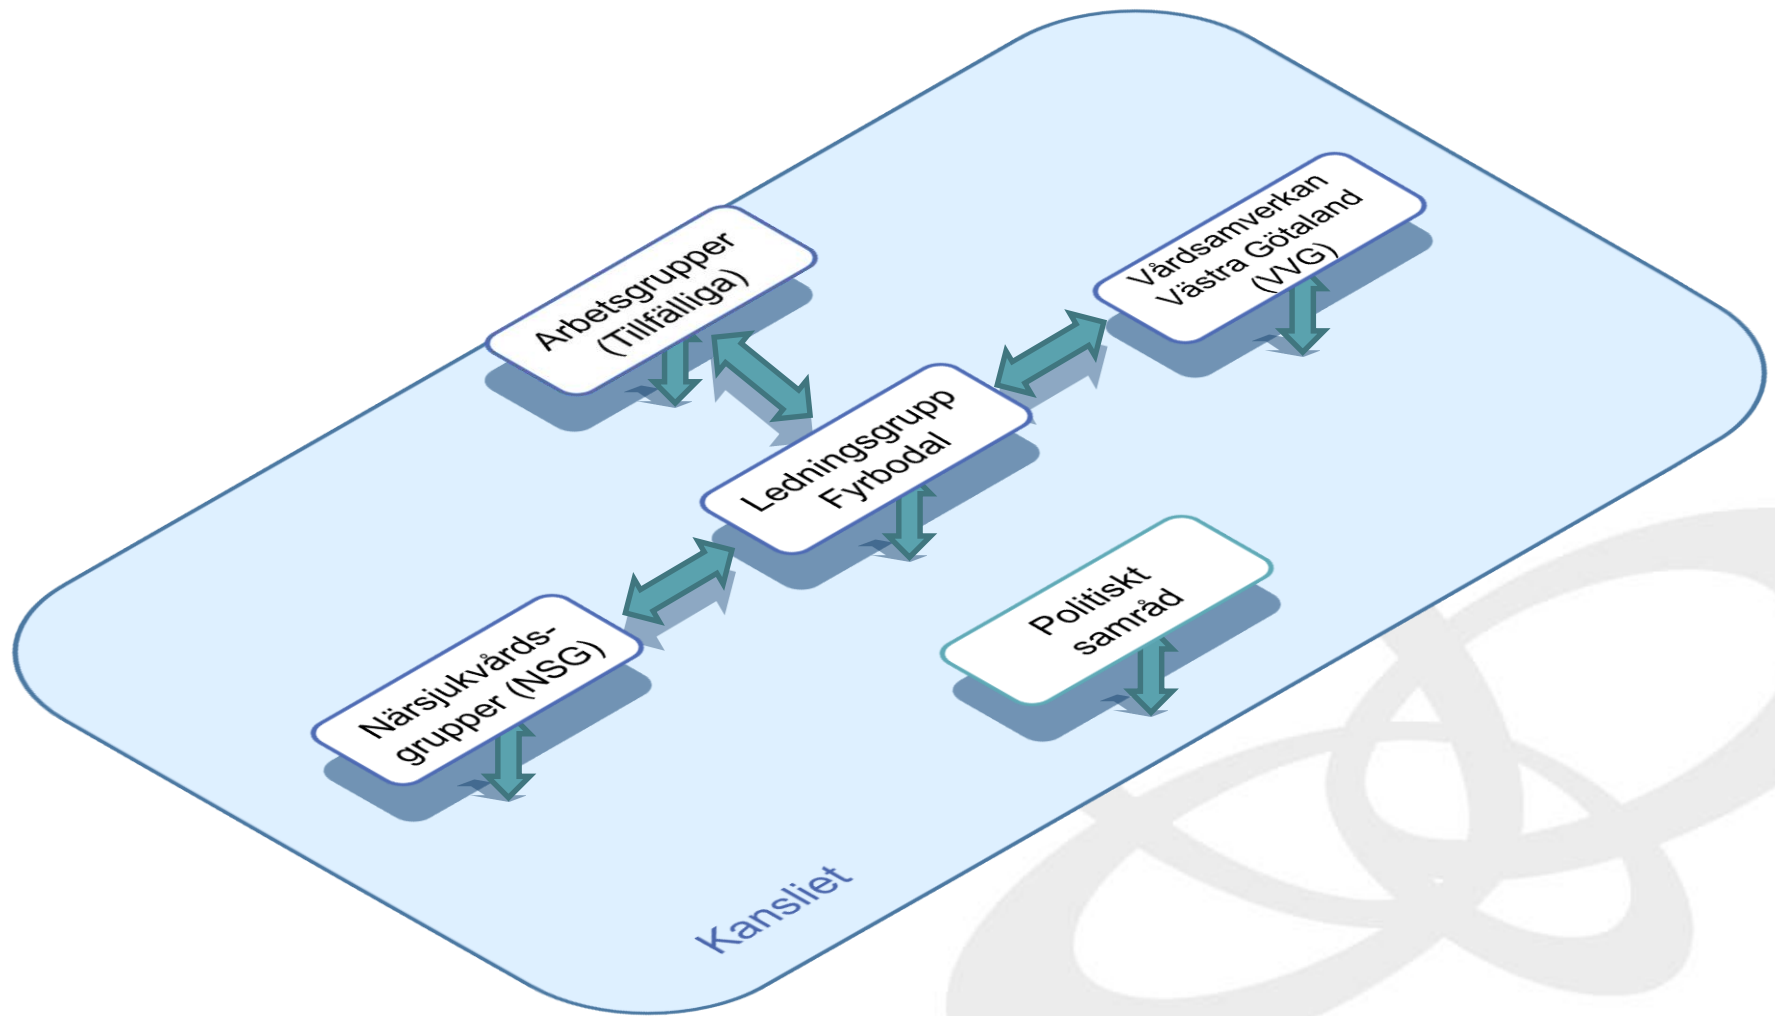 Arbetsgrupper
(Tillfälliga)
Vårdsamverkan
Västra Götaland
(VVG)
Ledningsgrupp
Fyrbodal
Politiskt
samråd
Närsjukvårds-
grupper (NSG)
Kansliet